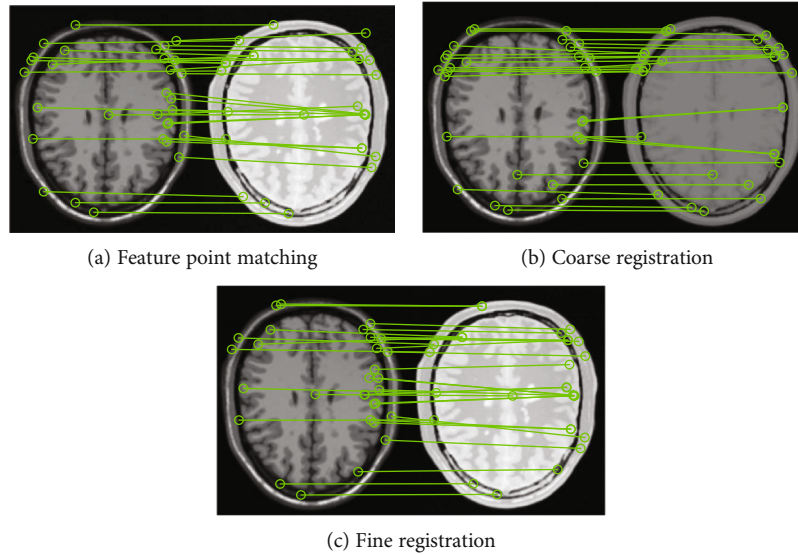 (a) Feature point matching
(b) Coarse registration
(c) Fine registration